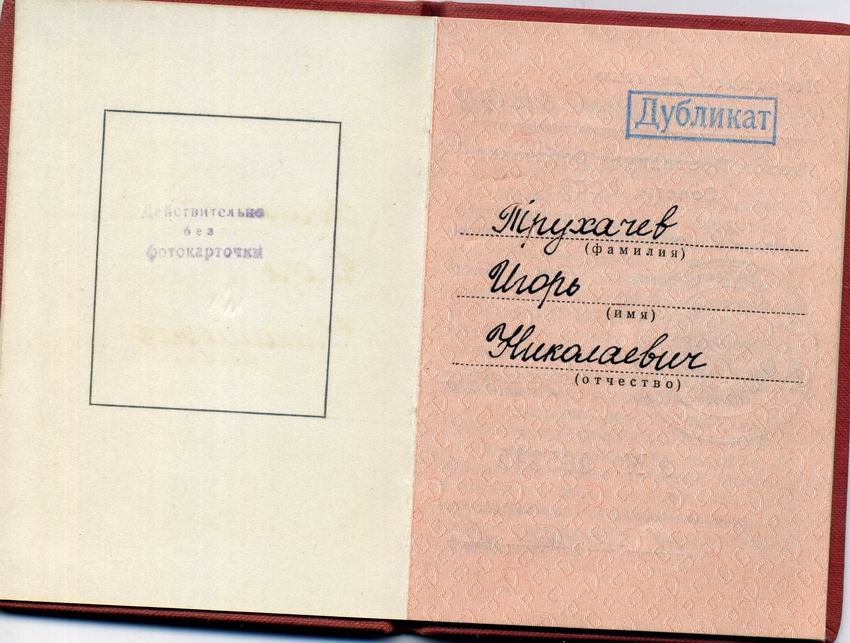 Действительно
без
фотокарточки
Дубликат
Трухачев
(фамилия)
Игорь
(имя)
Николаевич
(отчество)